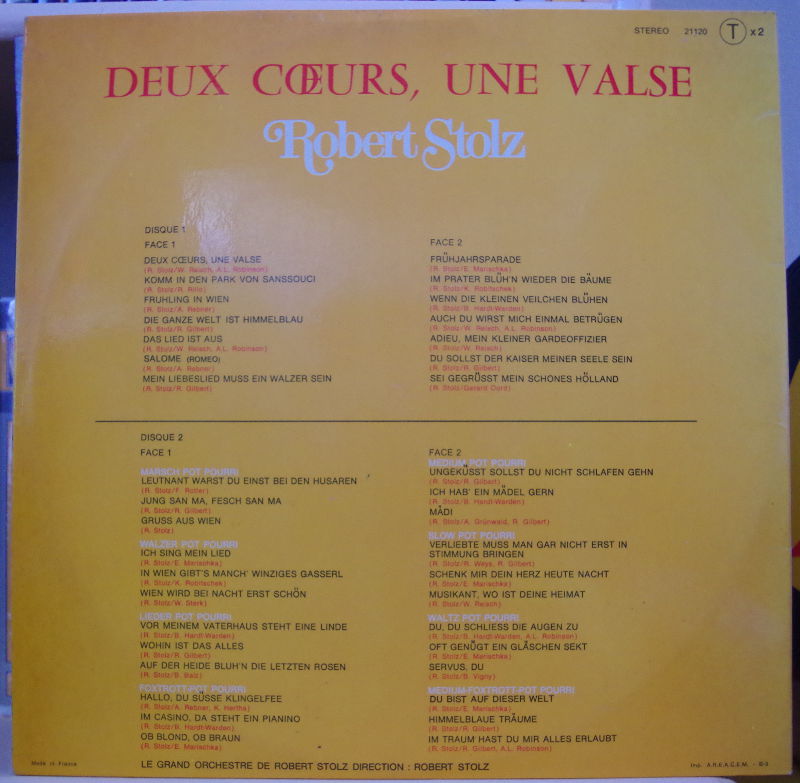 STEREO 21120 T x2
DEUX CŒURS, UNE VALSE
Robert Stolz
DISQUE 1
FACE 1
DEUX CŒURS, UNE VALSE
(R. Stolz/W. Reisch, A.L. Robinson)
KOMM IN DEN PARK VON SANSSOUCI
(R. Stolz/R. Rillo)
FRUHLING IN WIEN
(R. Stolz/A. Rebner)
DIE GANZE WELT IST HIMMELBLAU
(R. Stolz/R. Gilbert)
DAS LIED IST AUS
(R. Stolz/W. Reisch, A.L. Robinson)
SALOME (ROMEO)
(R. Stolz/A. Rebner)
MEIN LIEBESLIED MUSS EIN WALZER SEIN
(R. Stolz/R. Gilbert)
FACE 2
FRÜHJAHRSPARADE
(R. Stolz/E. Marischka)
IM PRATER BLÜH'N WIEDER DIE BÄUME
(R. Stolz/K. Robitschek)
WENN DIE KLEINEN VEILCHEN BLÜHEN
(R. Stolz/B. Hardt-Warden)
AUCH DU WIRST MICH EINMAL BETRÜGEN
(R. Stolz/W. Reisch, A.L. Robinson)
ADIEU, MEIN KLEINER GARDEOFFIZIER
(R. Stolz/W. Reisch)
DU SOLLST DER KAISER MEINER SEELE SEIN
(R. Stolz/R. Gilbert)
SEI GEGRÜSST MEIN SCHONES HÖLLAND
(R. Stolz/Gerard Oord)
DISQUE 2
FACE 1
MARSCH POT POURRI
LEUTNANT WARST DU EINST BEI DEN HUSAREN
(R. Stolz/F. Rotter)
JUNG SAN MA, FESCH SAN MA
(R. Stolz/R. Gilbert)
GRUSS AUS WIEN
(R. Stolz)
WALZER POT POURRI
ICH SING MEIN LIED
(R. Stolz/E. Marischka)
IN WIEN GIBT'S MANCH' WINZIGES GASSERL
(R. Stolz/K. Robitschek)
WIEN WIRD BEI NACHT ERST SCHÖN
(R. Stolz/W. Sterk)
LIEDER POT POURRI
VOR MEINEM VATERHAUS STEHT EINE LINDE
(R. Stolz/B. Hardt-Warden)
WOHIN IST DAS ALLES
(R. Stolz/R. Gilbert)
AUF DER HEIDE BLUH'N DIE LETZTEN ROSEN
(R. Stolz/B. Balz)
FOXTROTT-POT POURRI
HALLO, DU SÜSSE KLINGELFEE
(R. Stolz/A. Rebner, K. Hertha)
IM CASINO, DA STEHT EIN PIANINO
(R. Stolz/B. Hardt-Warden)
OB BLOND, OB BRAUN
(R. Stolz/E. Marischka)
FACE 2
MEDIUM POT POURRI
UNGEKÜSST SOLLST DU NICHT SCHLAFEN GEHN
(R. Stolz/R. Gilbert)
ICH HAB' EIN MÄDEL GERN
(R. Stolz/B. Hardt-Warden)
MÄDI
(R. Stolz/A. Grünwald, R. Gilbert)
SLOW POT POURRI
VERLIEBTE MUSS MAN GAR NICHT ERST IN
STIMMUNG BRINGEN
(R. Stolz/R. Weys, R. Gilbert)
SCHENK MIR DEIN HERZ HEUTE NACHT
(R. Stolz/E. Marischka)
MUSIKANT, WO IST DEINE HEIMAT
(R. Stolz/W. Reisch)
WALTZ POT POURRI
DU, DU SCHLIESS DIE AUGEN ZU
(R. Stolz/B. Hardt-Warden, A.L. Robinson)
OFT GENÜGT EIN GLÄSCHEN SEKT
(R. Stolz/E. Marischka)
SERVUS, DU
(R. Stolz/B. Vigny)
MEDIUM-FOXTROTT-POT POURRI
DU BIST AUF DIESER WELT
(R. Stolz/E. Marischka)
HIMMELBLAUE TRÄUME
(R. Stolz/R. Gilbert)
IM TRAUM HAST DU MIR ALLES ERLAUBT
(R. Stolz/R. Gilbert, A.L. Robinson)
Made in France
LE GRAND ORCHESTRE DE ROBERT STOLZ DIRECTION : ROBERT STOLZ
Imp. A.R.E.A.C.E.M.